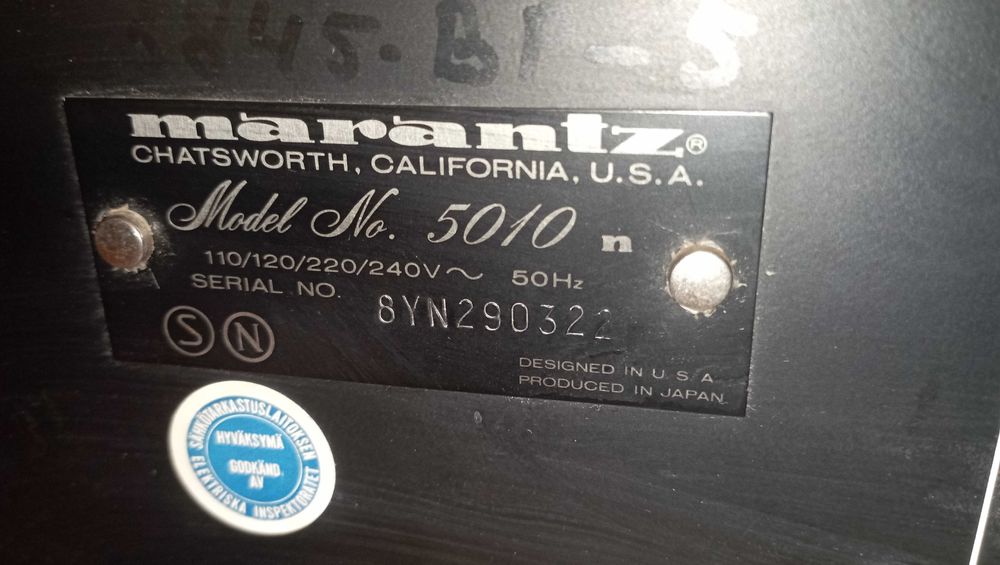 marantz®
CHATSWORTH, CALIFORNIA, U.S.A.
Model No. 5010 n
110/120/220/240V～ 50Hz
SERIAL NO. 8YN290322
S N
DESIGNED IN U S A
PRODUCED IN JAPAN
SÄHKÖTARKASTUSLAITOKSEN
HYVÄKSYMÄ
GODKÄND
AV
ELEKTRISKA INSPEKTORATET